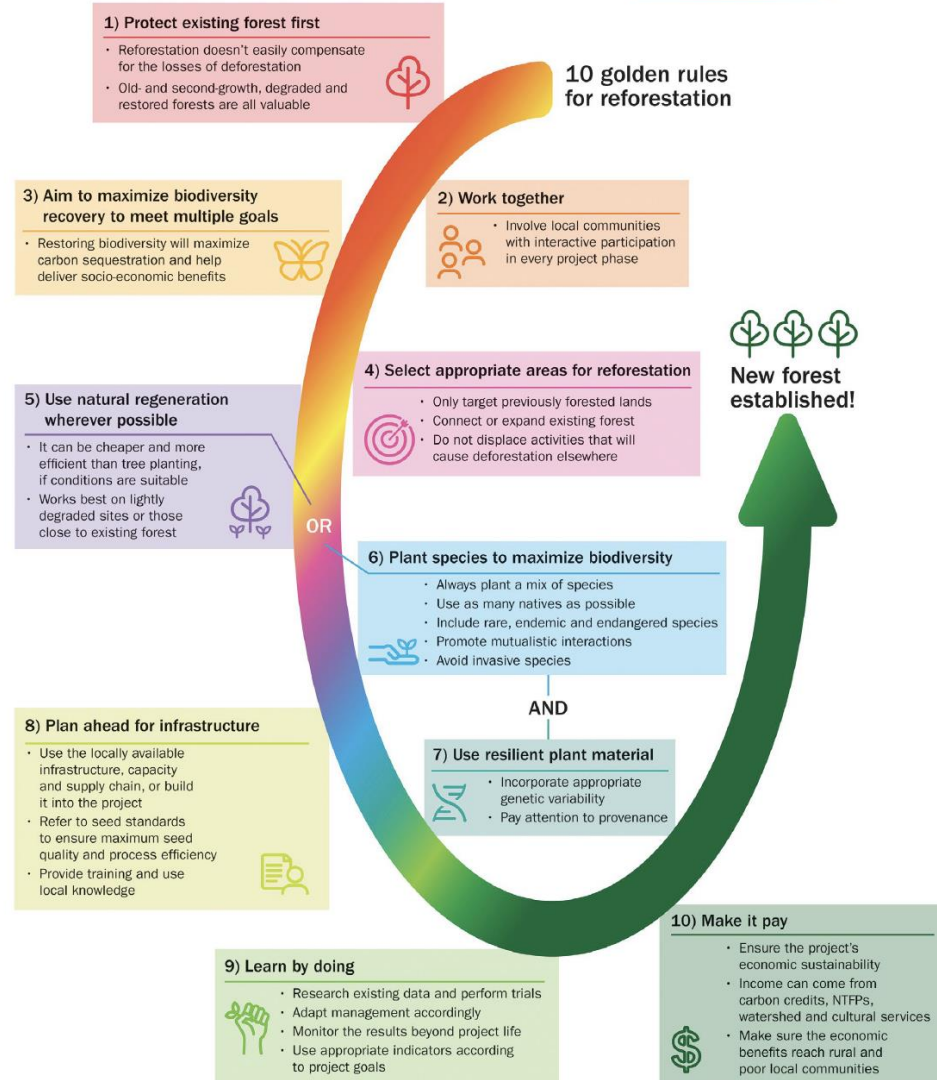 10 golden rules
for reforestation
1) Protect existing forest first
· Reforestation doesn't easily compensate
for the losses of deforestation
· Old- and second-growth, degraded and
restored forests are all valuable
2) Work together
· Involve local communities
with interactive participation
in every project phase
3) Aim to maximize biodiversity
recovery to meet multiple goals
· Restoring biodiversity will maximize
carbon sequestration and help
deliver socio-economic benefits
4) Select appropriate areas for reforestation
· Only target previously forested lands
· Connect or expand existing forest
· Do not displace activities that will
cause deforestation elsewhere
5) Use natural regeneration
wherever possible
· It can be cheaper and more
efficient than tree planting,
if conditions are suitable
· Works best on lightly
degraded sites or those
close to existing forest
OR
6) Plant species to maximize biodiversity
· Always plant a mix of species
· Use as many natives as possible
· Include rare, endemic and endangered species
· Promote mutualistic interactions
· Avoid invasive species
AND
7) Use resilient plant material
· Incorporate appropriate
genetic variability
· Pay attention to provenance
8) Plan ahead for infrastructure
· Use the locally available
infrastructure, capacity
and supply chain, or build
it into the project
· Refer to seed standards
to ensure maximum seed
quality and process efficiency
· Provide training and use
local knowledge
9) Learn by doing
· Research existing data and perform trials
· Adapt management accordingly
· Monitor the results beyond project life
· Use appropriate indicators according
to project goals
10) Make it pay
· Ensure the project's
economic sustainability
· Income can come from
carbon credits, NTFPs,
watershed and cultural services
· Make sure the economic
benefits reach rural and
poor local communities
$
New forest
established!